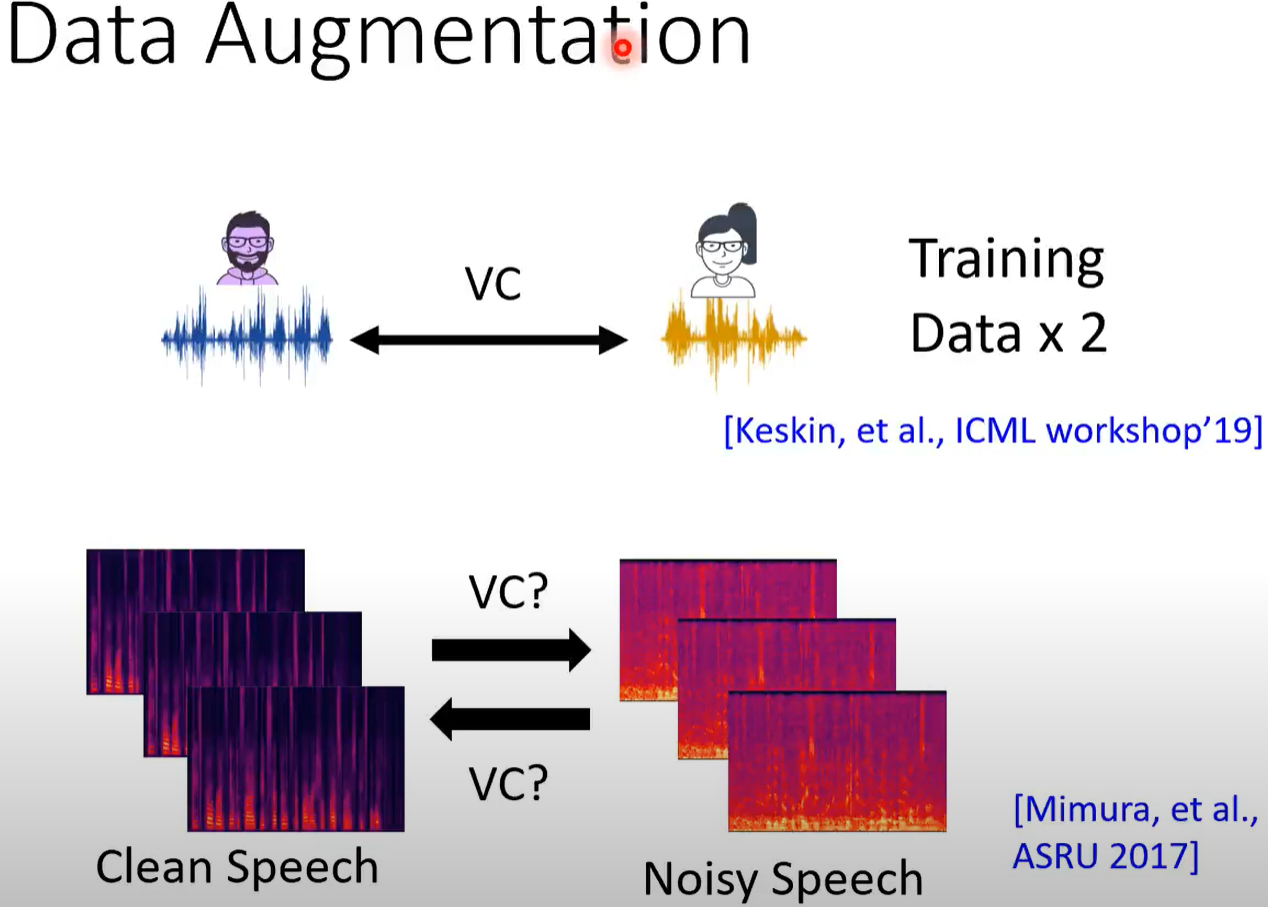 Data Augmentation
VC
Training
Data x 2
[Keskin, et al., ICML workshop’19]
VC?
VC?
Clean Speech
Noisy Speech
[Mimura, et al.,
ASRU 2017]